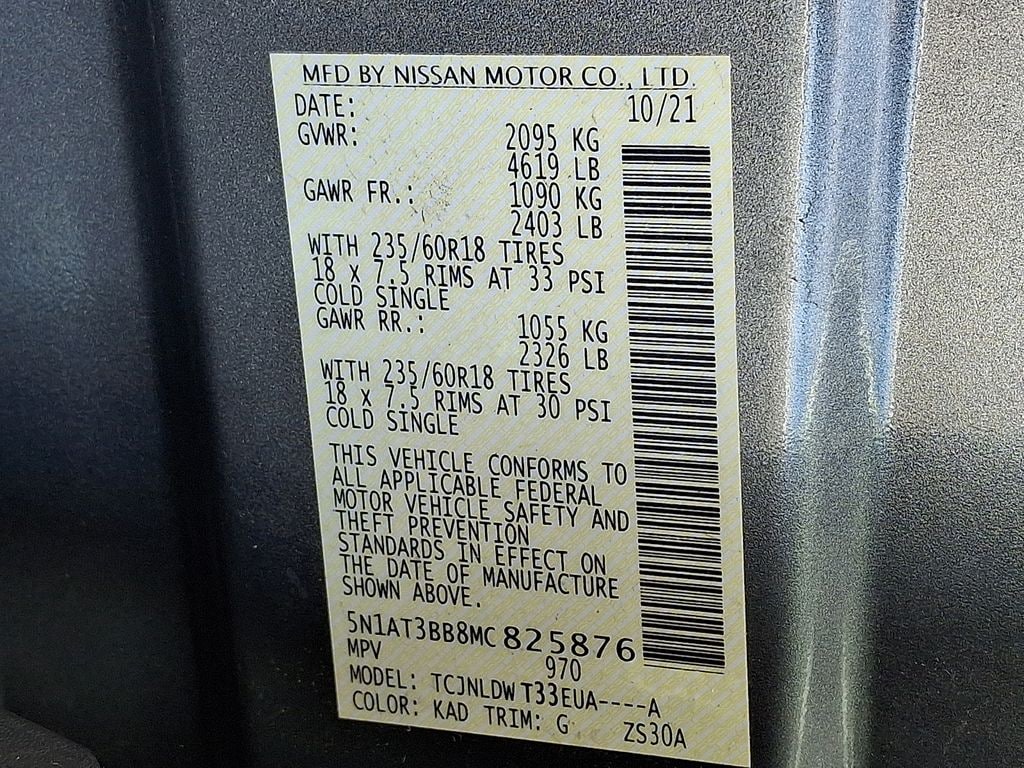 MFD BY NISSAN MOTOR CO., LTD.
DATE: 10/21
GVWR: 2095 KG
4619 LB
GAWR FR.: 1090 KG
2403 LB
WITH 235/60R18 TIRES
18 X 7.5 RIMS AT 33 PSI
COLD SINGLE
GAWR RR.: 1055 KG
2326 LB
WITH 235/60R18 TIRES
18 X 7.5 RIMS AT 30 PSI
COLD SINGLE
THIS VEHICLE CONFORMS TO
ALL APPLICABLE FEDERAL
MOTOR VEHICLE SAFETY AND
THEFT PREVENTION
STANDARDS IN EFFECT ON
THE DATE OF MANUFACTURE
SHOWN ABOVE.
5N1AT3BB8MC825876
MPV 970
MODEL: TCJNLDWT33EUA----A
COLOR: KAD TRIM: G ZS30A